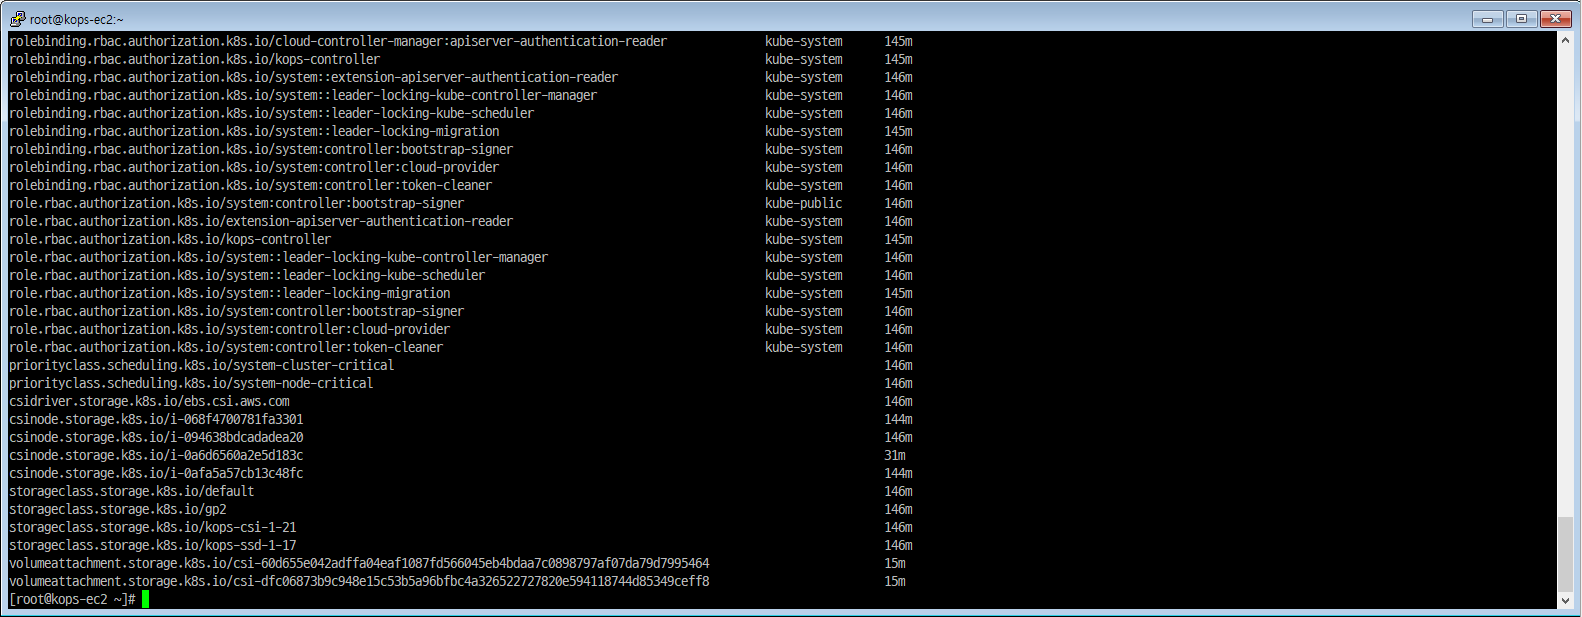 root@kops-ec2:~
rolebinding.rbac.authorization.k8s.io/cloud-controller-manager:apiserver-authentication-reader kube-system 145m
rolebinding.rbac.authorization.k8s.io/kops-controller kube-system 145m
rolebinding.rbac.authorization.k8s.io/system::extension-apiserver-authentication-reader kube-system 146m
rolebinding.rbac.authorization.k8s.io/system::leader-locking-kube-controller-manager kube-system 146m
rolebinding.rbac.authorization.k8s.io/system::leader-locking-kube-scheduler kube-system 146m
rolebinding.rbac.authorization.k8s.io/system::leader-locking-migration kube-system 145m
rolebinding.rbac.authorization.k8s.io/system:controller:bootstrap-signer kube-system 146m
rolebinding.rbac.authorization.k8s.io/system:controller:cloud-provider kube-system 146m
rolebinding.rbac.authorization.k8s.io/system:controller:token-cleaner kube-system 146m
role.rbac.authorization.k8s.io/system:controller:bootstrap-signer kube-public 146m
role.rbac.authorization.k8s.io/extension-apiserver-authentication-reader kube-system 146m
role.rbac.authorization.k8s.io/kops-controller kube-system 145m
role.rbac.authorization.k8s.io/system::leader-locking-kube-controller-manager kube-system 146m
role.rbac.authorization.k8s.io/system::leader-locking-kube-scheduler kube-system 146m
role.rbac.authorization.k8s.io/system::leader-locking-migration kube-system 145m
role.rbac.authorization.k8s.io/system:controller:bootstrap-signer kube-system 146m
role.rbac.authorization.k8s.io/system:controller:cloud-provider kube-system 146m
role.rbac.authorization.k8s.io/system:controller:token-cleaner kube-system 146m
priorityclass.scheduling.k8s.io/system-cluster-critical 146m
priorityclass.scheduling.k8s.io/system-node-critical 146m
csidriver.storage.k8s.io/ebs.csi.aws.com 146m
csinode.storage.k8s.io/i-068f4700781fa3301 144m
csinode.storage.k8s.io/i-094638bdcadadea20 146m
csinode.storage.k8s.io/i-0a6d6560a2e5d183c 31m
csinode.storage.k8s.io/i-0afa5a57cb13c48fc 144m
storageclass.storage.k8s.io/default 146m
storageclass.storage.k8s.io/gp2 146m
storageclass.storage.k8s.io/kops-csi-1-21 146m
storageclass.storage.k8s.io/kops-ssd-1-17 146m
volumeattachment.storage.k8s.io/csi-60d655e042adffa04eaf1087fd566045eb4bdaa7c0898797af07da79d7995464 15m
volumeattachment.storage.k8s.io/csi-dfc06873b9c948e15c53b5a96bfbc4a326522727820e594118744d85349ceff8 15m
[root@kops-ec2 ~]#